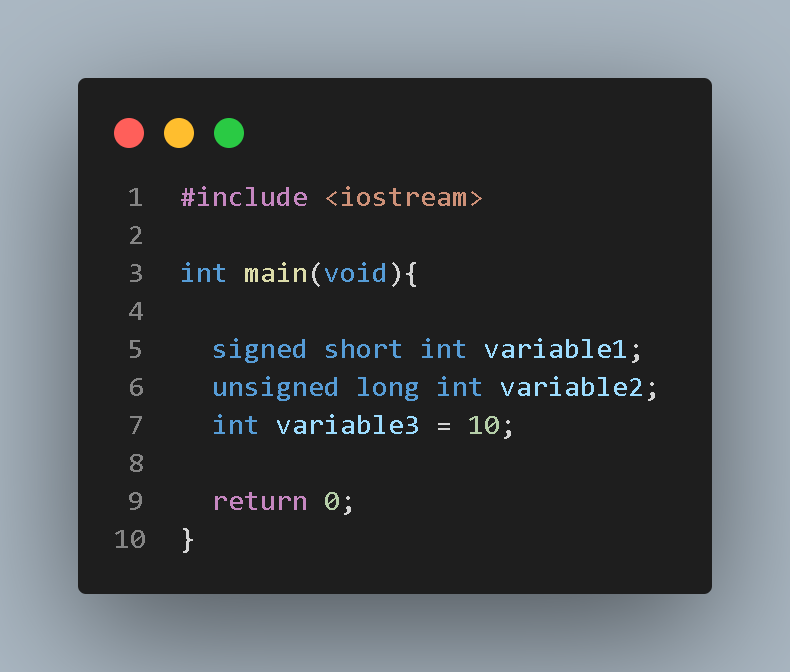 1 #include <iostream>
2
3 int main(void){
4
5   signed short int variable1;
6   unsigned long int variable2;
7   int variable3 = 10;
8
9   return 0;
10 }